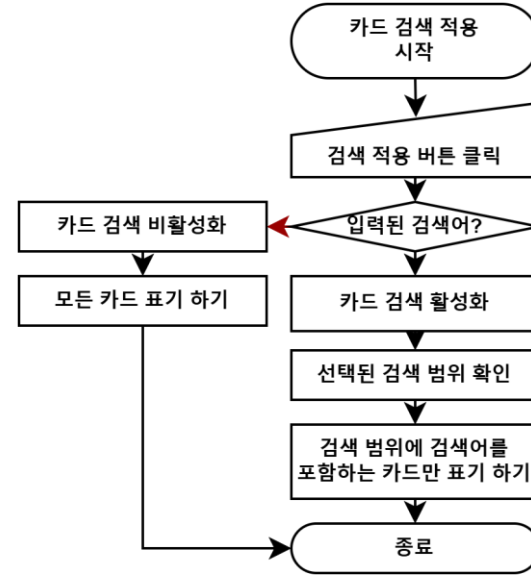 카드 검색 적용
시작
검색 적용 버튼 클릭
입력된 검색어?
카드 검색 비활성화
모든 카드 표기 하기
카드 검색 활성화
선택된 검색 범위 확인
검색 범위에 검색어를
포함하는 카드만 표기 하기
종료